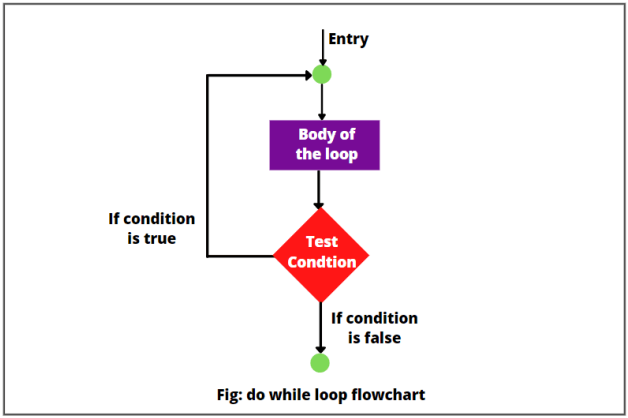 Entry
Body of
the loop
If condition
is true
Test
Condtion
If condition
is false
Fig: do while loop flowchart